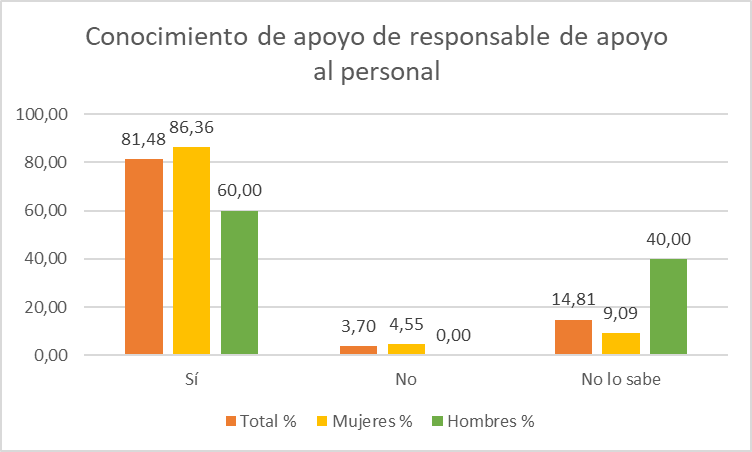 Conocimiento de apoyo de responsable de apoyo
al personal
100,00
80,00
60,00
40,00
20,00
0,00
81,48
86,36
60,00
3,70
4,55
0,00
14,81
9,09
40,00
Sí
No
No lo sabe
Total %
Mujeres %
Hombres %